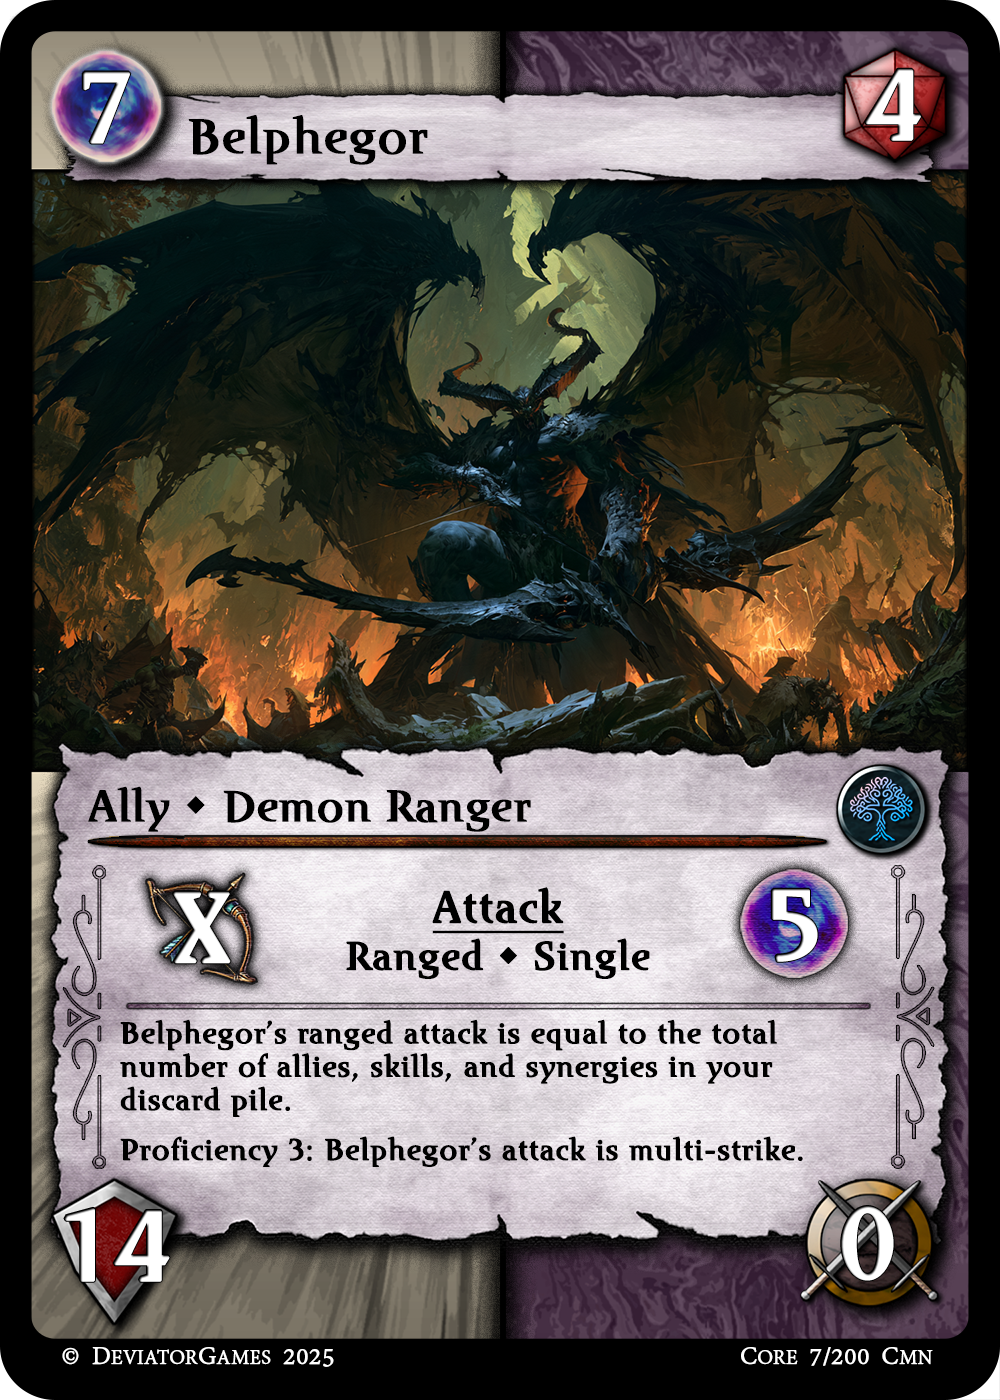 7
4
Belphegor
Ally ◆ Demon Ranger
X
Attack
5
Ranged ◆ Single
Belphegor's ranged attack is equal to the total
number of allies, skills, and synergies in your
discard pile.
Proficiency 3: Belphegor's attack is multi-strike.
14
0
© DeviatorGames 2025
Core 7/200 Cmn